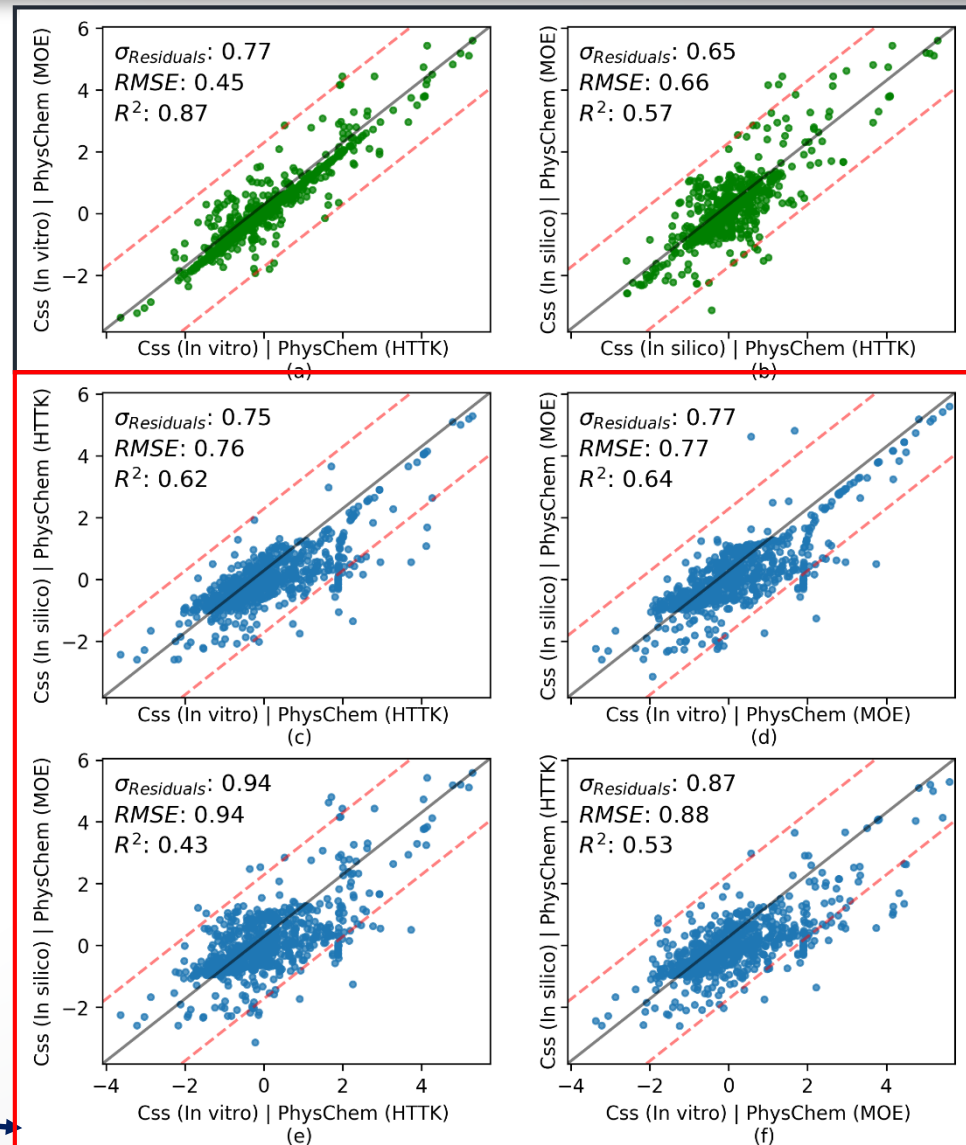 σResiduals: 0.77
RMSE: 0.45
R²: 0.87
Css (In vitro) | PhysChem (MOE)
6
4
2
0
−2
Css (In vitro) | PhysChem (HTTK)
(a)
σResiduals: 0.65
RMSE: 0.66
R²: 0.57
Css (In silico) | PhysChem (MOE)
Css (In silico) | PhysChem (HTTK)
(b)
σResiduals: 0.75
RMSE: 0.76
R²: 0.62
Css (In silico) | PhysChem (HTTK)
6
4
2
0
−2
Css (In vitro) | PhysChem (HTTK)
(c)
σResiduals: 0.77
RMSE: 0.77
R²: 0.64
Css (In silico) | PhysChem (MOE)
Css (In vitro) | PhysChem (MOE)
(d)
σResiduals: 0.94
RMSE: 0.94
R²: 0.43
Css (In silico) | PhysChem (MOE)
6
4
2
0
−2
−4 −2 0 2 4
Css (In vitro) | PhysChem (HTTK)
(e)
σResiduals: 0.87
RMSE: 0.88
R²: 0.53
Css (In silico) | PhysChem (HTTK)
−4 −2 0 2 4
Css (In vitro) | PhysChem (MOE)
(f)